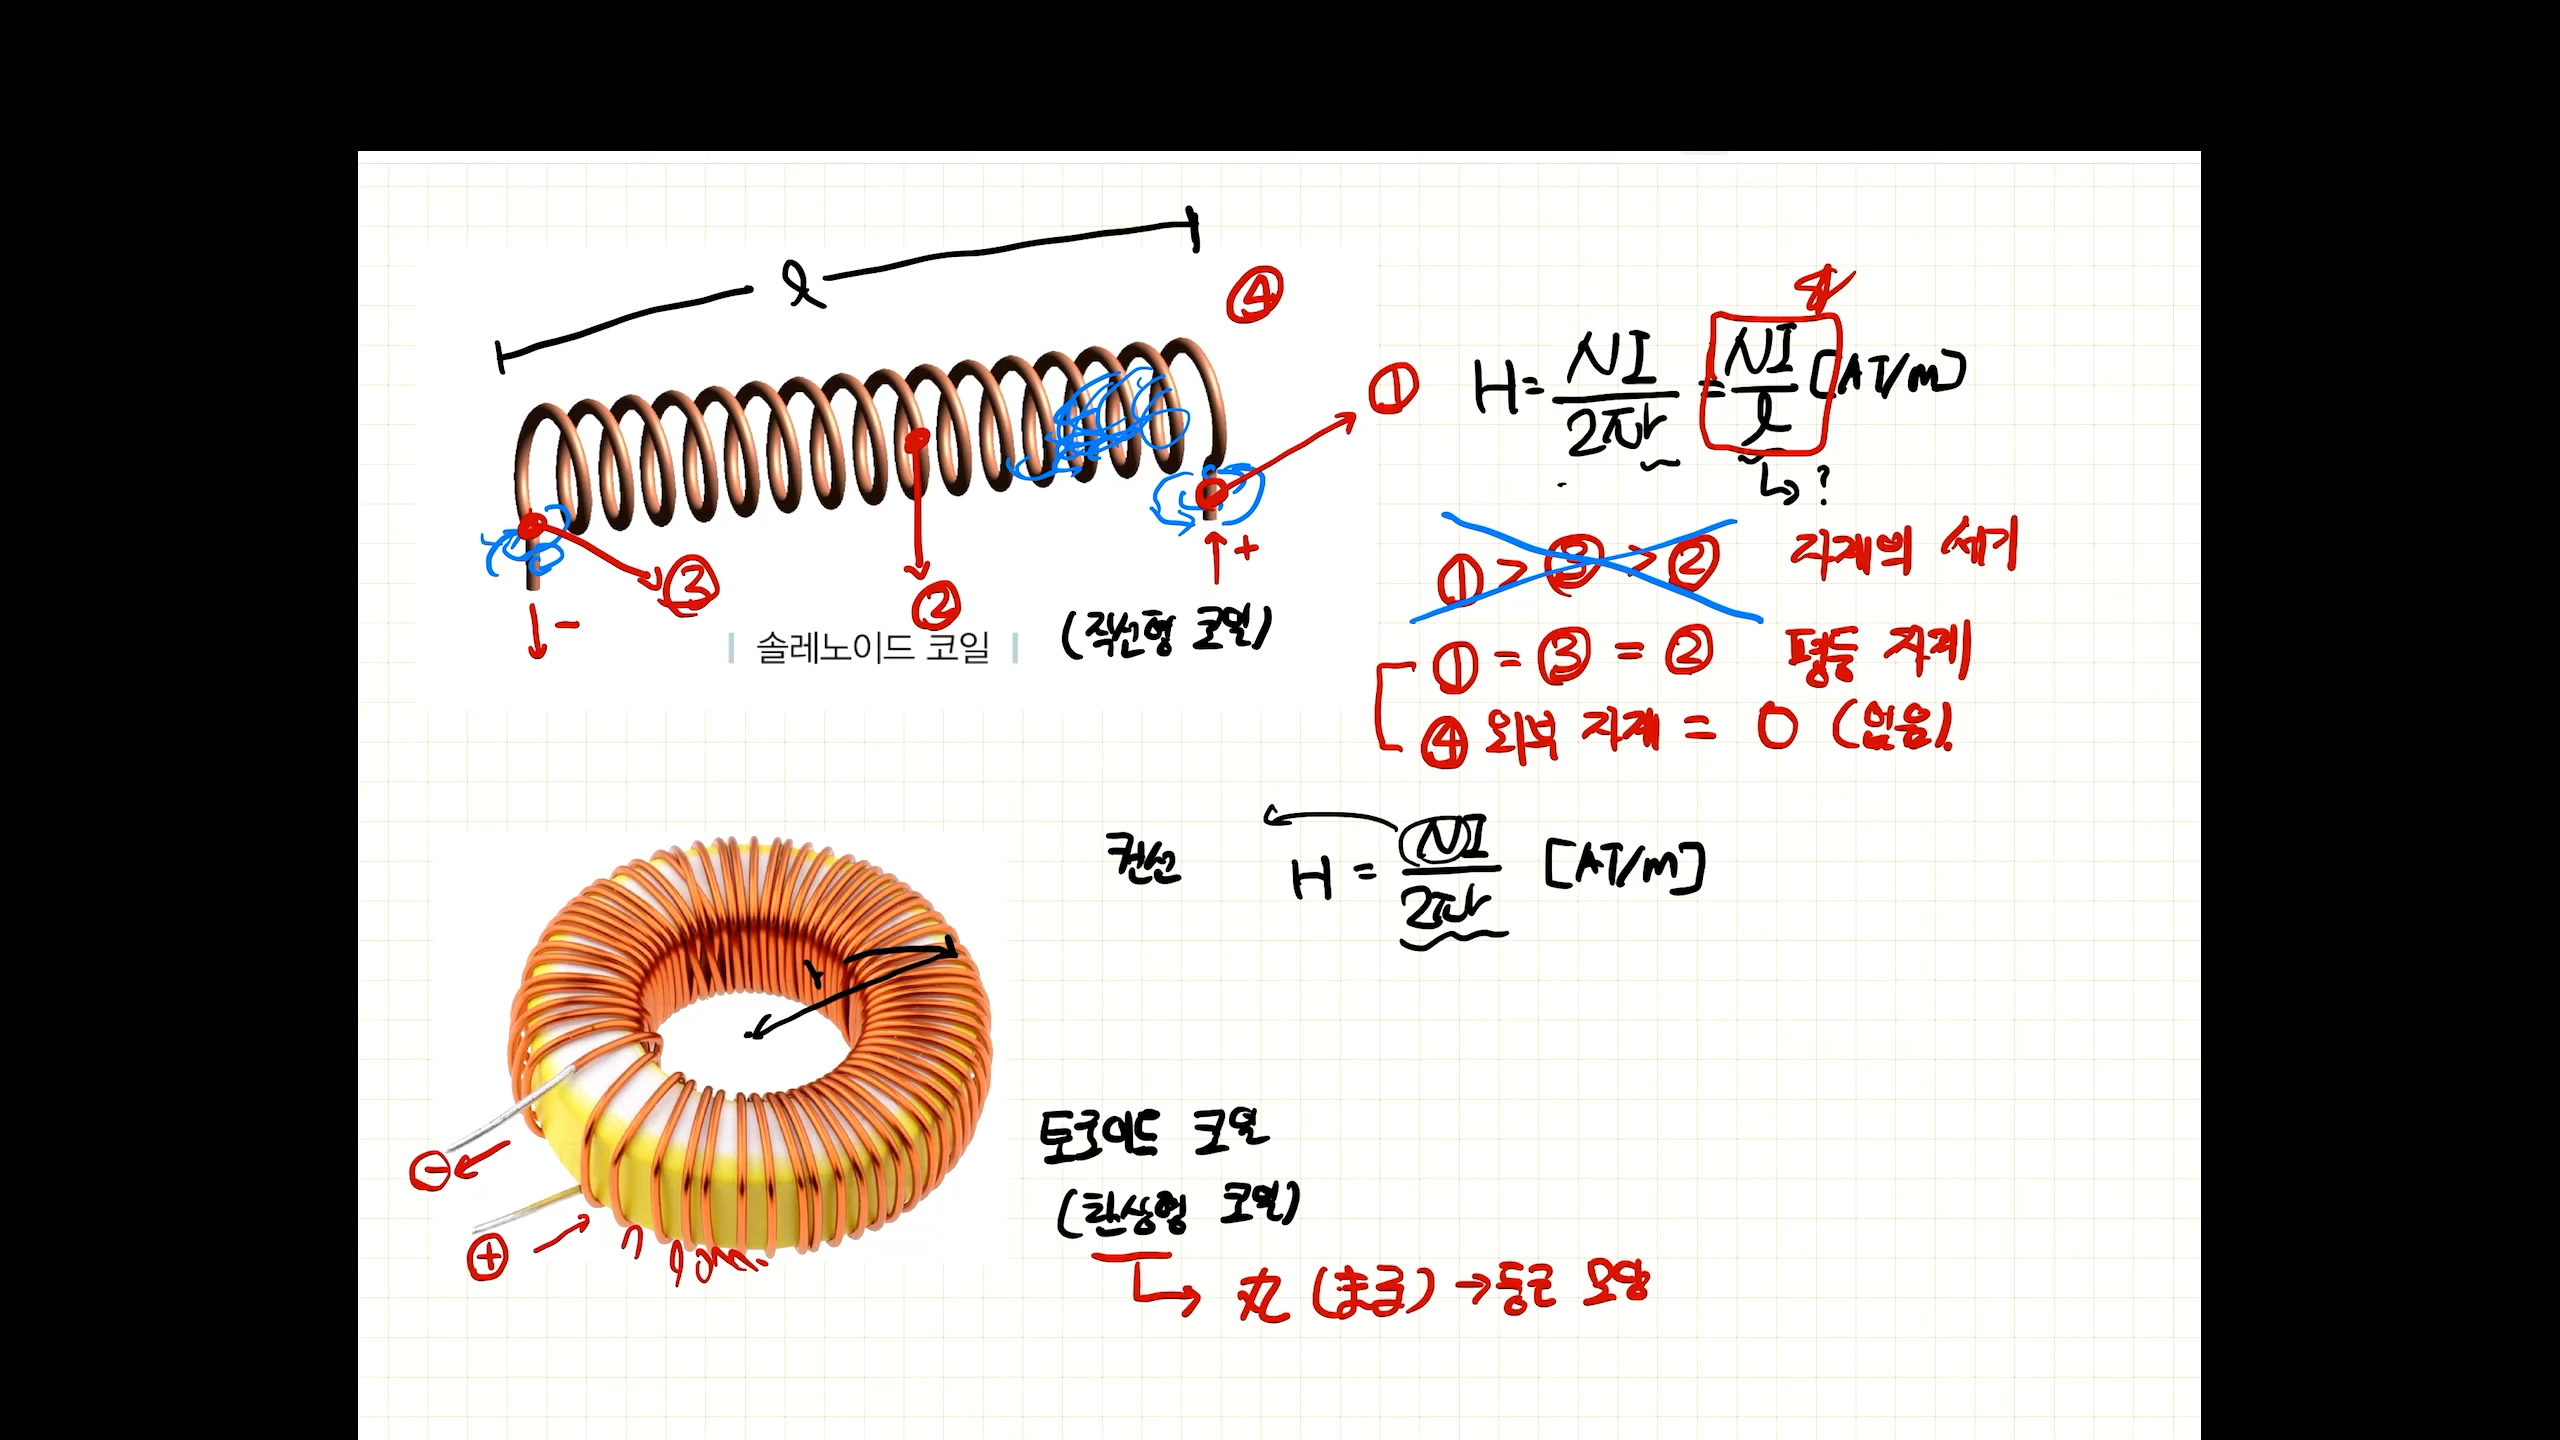 l
④
①
H = NI / 2πr = NI / l [AT/m]
↳ ?
① > ③ > ② 자계의 세기
③
②
+
-
솔레노이드 코일 (직선형 코일)
① = ③ = ② 평등 자계
④ 외부 자계 = 0 (없음).
권선 H = NI / 2πr [AT/m]
r
토로이드 코일
⊖
(환상형 코일)
⊕
↳ 丸 (まる) → 둥근 모양